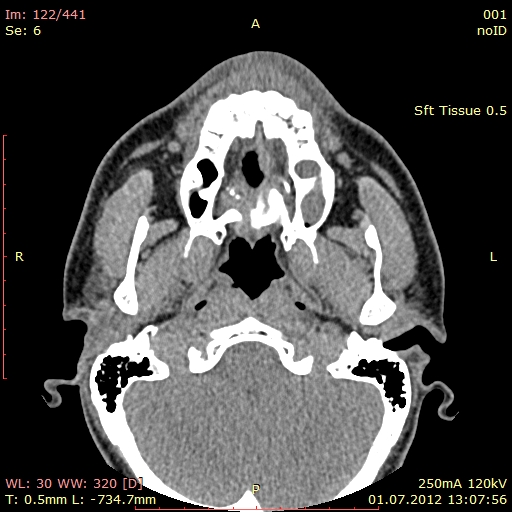 Im: 122/441
Se: 6
A
001
noID
Sft Tissue 0.5
R
L
WL: 30 WW: 320 [D]
T: 0.5mm L: -734.7mm
P
250mA 120kV
01.07.2012 13:07:56